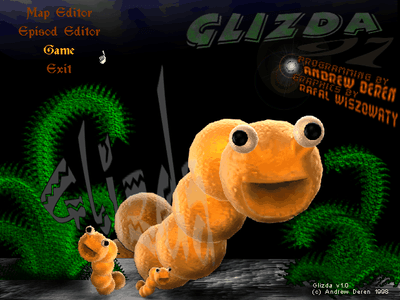 Map Editor
Episod Editor
Game
Exit
GLIZDA
97
PROGRAMMING BY
ANDREW DEREN
GRAPHICS BY
RAFAL WISZOWATY
Glizda
Glizda v1.0
(c) Andrew Deren 1998